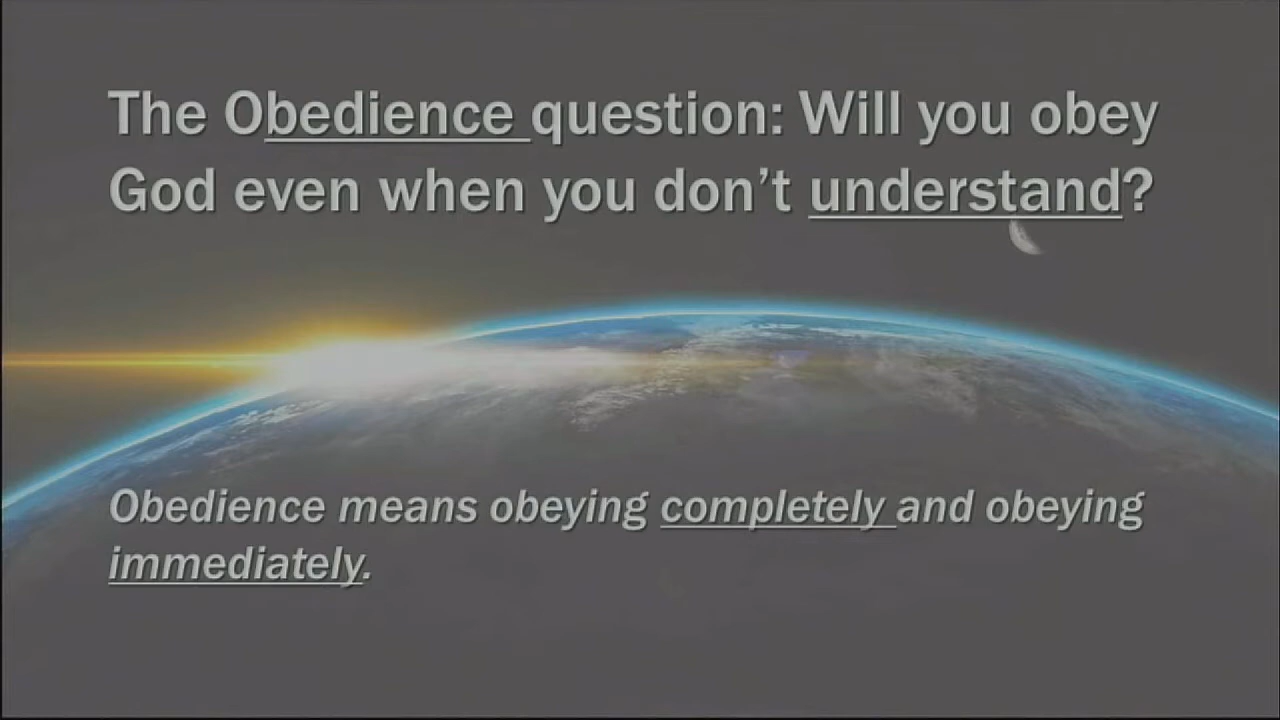 The Obedience question: Will you obey
God even when you don’t understand?
Obedience means obeying completely and obeying
immediately.